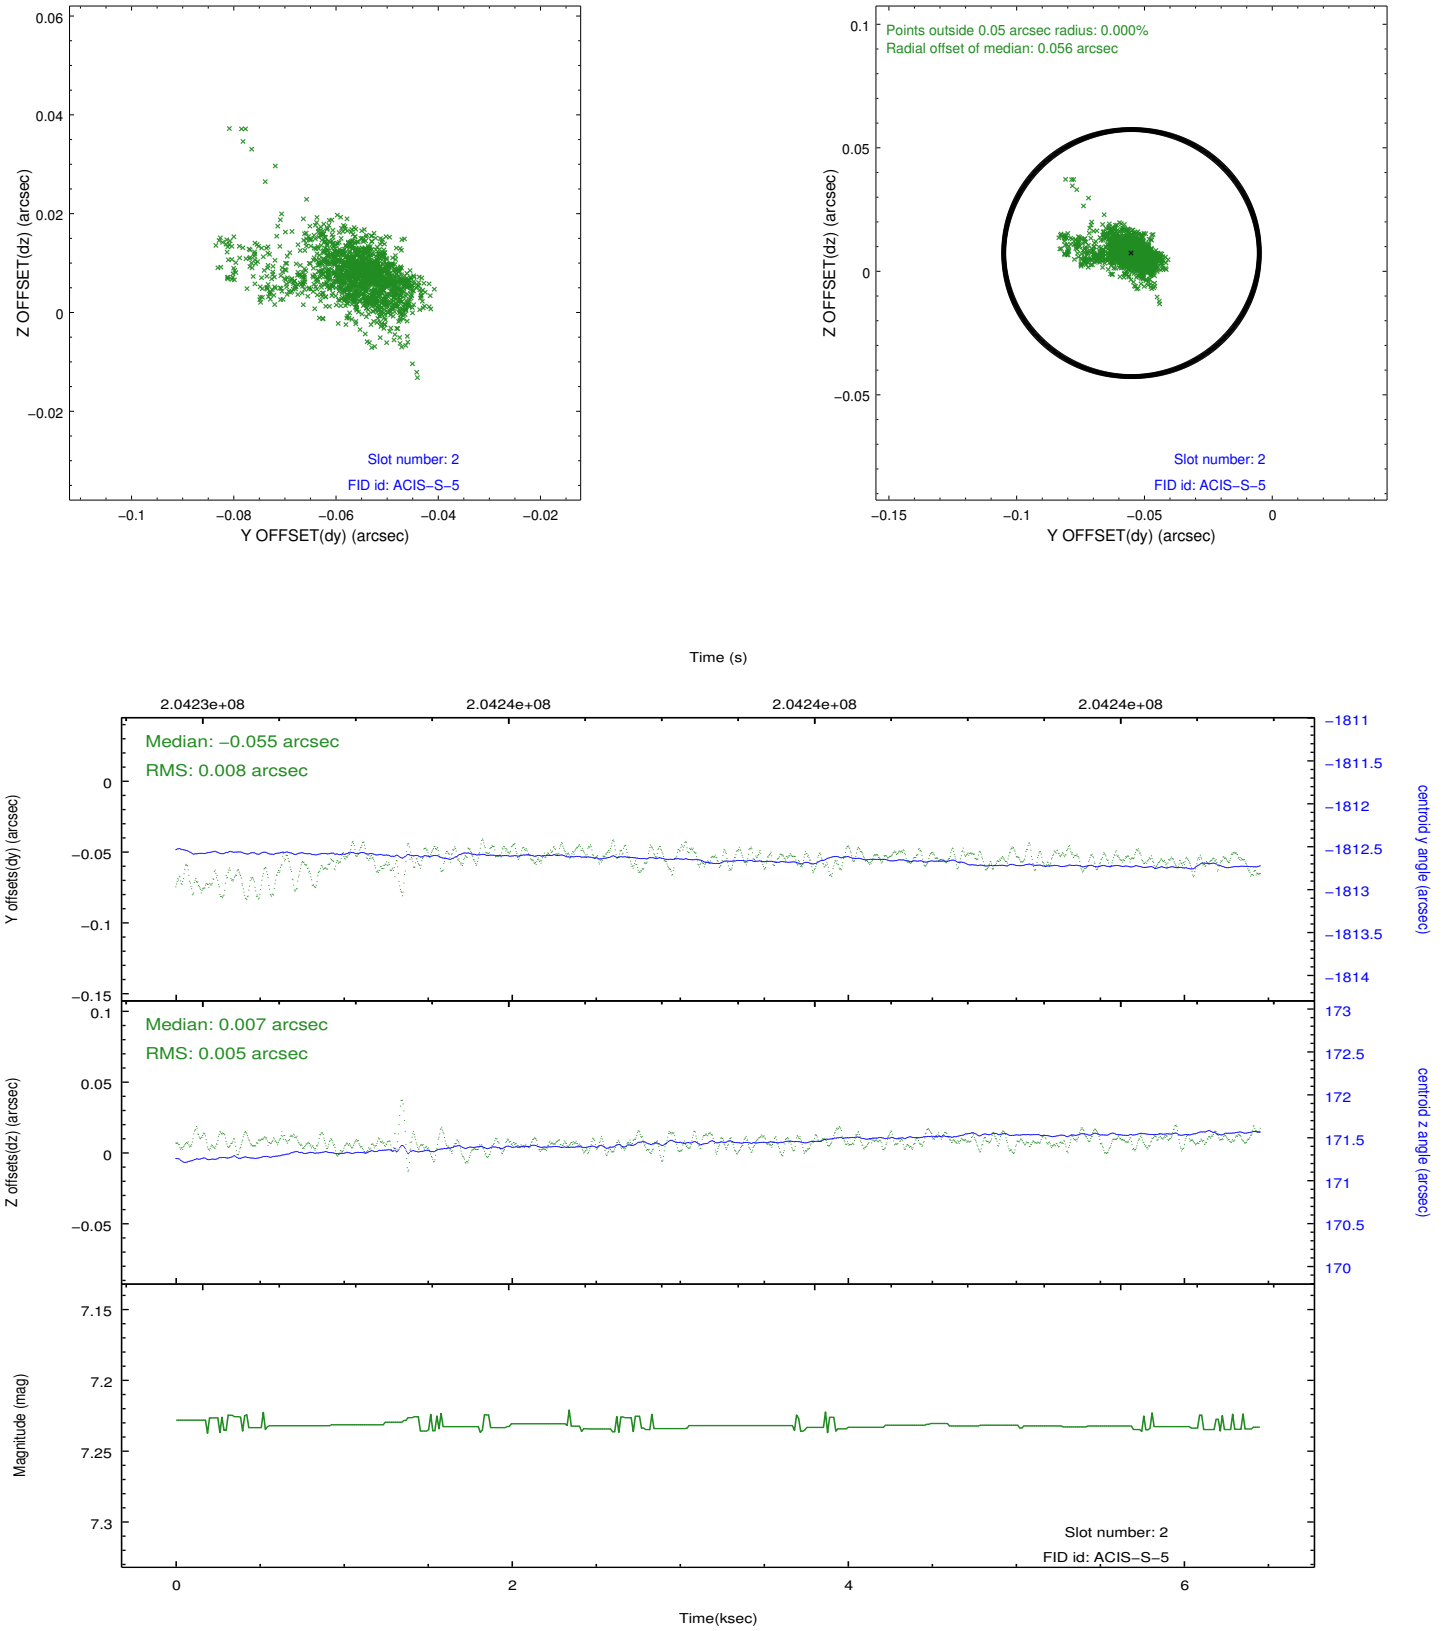 0.06
0.04
0.02
0
−0.02
Z OFFSET(dz) (arcsec)
Slot number: 2
FID id: ACIS−S−5
−0.1
−0.08
−0.06
−0.04
−0.02
Y OFFSET(dy) (arcsec)
Points outside 0.05 arcsec radius: 0.000%
Radial offset of median: 0.056 arcsec
0.1
0.05
0
−0.05
Z OFFSET(dz) (arcsec)
Slot number: 2
FID id: ACIS−S−5
−0.15
−0.1
−0.05
0
Y OFFSET(dy) (arcsec)
Time (s)
2.0423e+08
2.0424e+08
2.0424e+08
2.0424e+08
Median: −0.055 arcsec
RMS: 0.008 arcsec
0
−0.05
−0.1
−0.15
Y offsets(dy) (arcsec)
−1811
−1811.5
−1812
−1812.5
−1813
−1813.5
−1814
centroid y angle (arcsec)
Median: 0.007 arcsec
RMS: 0.005 arcsec
0.1
0.05
0
−0.05
Z offsets(dz) (arcsec)
173
172.5
172
171.5
171
170.5
170
centroid z angle (arcsec)
7.15
7.2
7.25
7.3
Magnitude (mag)
Slot number: 2
FID id: ACIS−S−5
0
2
4
6
Time(ksec)